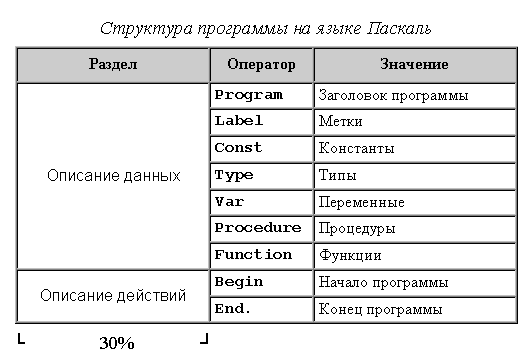 Структура программы на языке Паскаль
Раздел Оператор Значение
Описание данных
Program Заголовок программы
Label Метки
Const Константы
Type Типы
Var Переменные
Procedure Процедуры
Function Функции
Описание действий
Begin Начало программы
End. Конец программы
30%